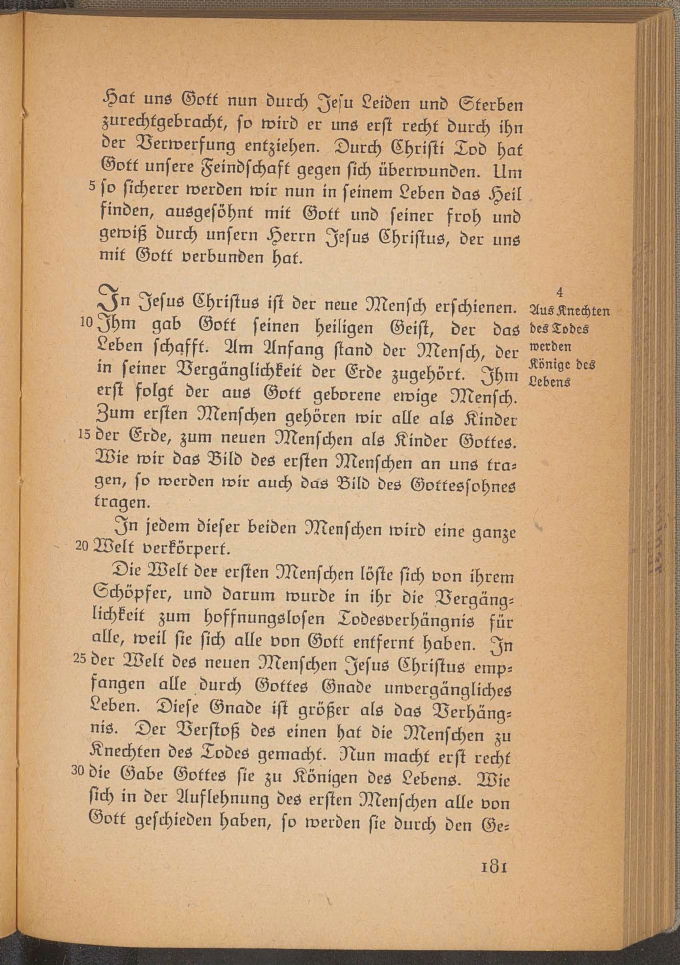 Hat uns Gott nun durch Jesu Leiden und Sterben
zurechtgebracht, so wird er uns erst recht durch ihn
der Verwerfung entziehen. Durch Christi Tod hat
Gott unsere Feindschaft gegen sich überwunden. Um
5 so sicherer werden wir nun in seinem Leben das Heil
finden, ausgesöhnt mit Gott und seiner froh und
gewiß durch unsern Herrn Jesus Christus, der uns
mit Gott verbunden hat.
In Jesus Christus ist der neue Mensch erschienen.
10 Ihm gab Gott seinen heiligen Geist, der das
Leben schafft. Am Anfang stand der Mensch, der
in seiner Vergänglichkeit der Erde zugehört. Ihm
erst folgt der aus Gott geborene ewige Mensch.
Zum ersten Menschen gehören wir alle als Kinder
15 der Erde, zum neuen Menschen als Kinder Gottes.
Wie wir das Bild des ersten Menschen an uns tra-
gen, so werden wir auch das Bild des Gottessohnes
tragen.
In jedem dieser beiden Menschen wird eine ganze
20 Welt verkörpert.
Die Welt der ersten Menschen löste sich von ihrem
Schöpfer, und darum wurde in ihr die Vergäng-
lichkeit zum hoffnungslosen Todesverhängnis für
alle, weil sie sich alle von Gott entfernt haben. In
25 der Welt des neuen Menschen Jesus Christus emp-
fangen alle durch Gottes Gnade unvergängliches
Leben. Diese Gnade ist größer als das Verhäng-
nis. Der Verstoß des einen hat die Menschen zu
Knechten des Todes gemacht. Nun macht erst recht
30 die Gabe Gottes sie zu Königen des Lebens. Wie
sich in der Auflehnung des ersten Menschen alle von
Gott geschieden haben, so werden sie durch den Ge-
4
Aus Knechten
des Todes
werden
Könige des
Lebens
181